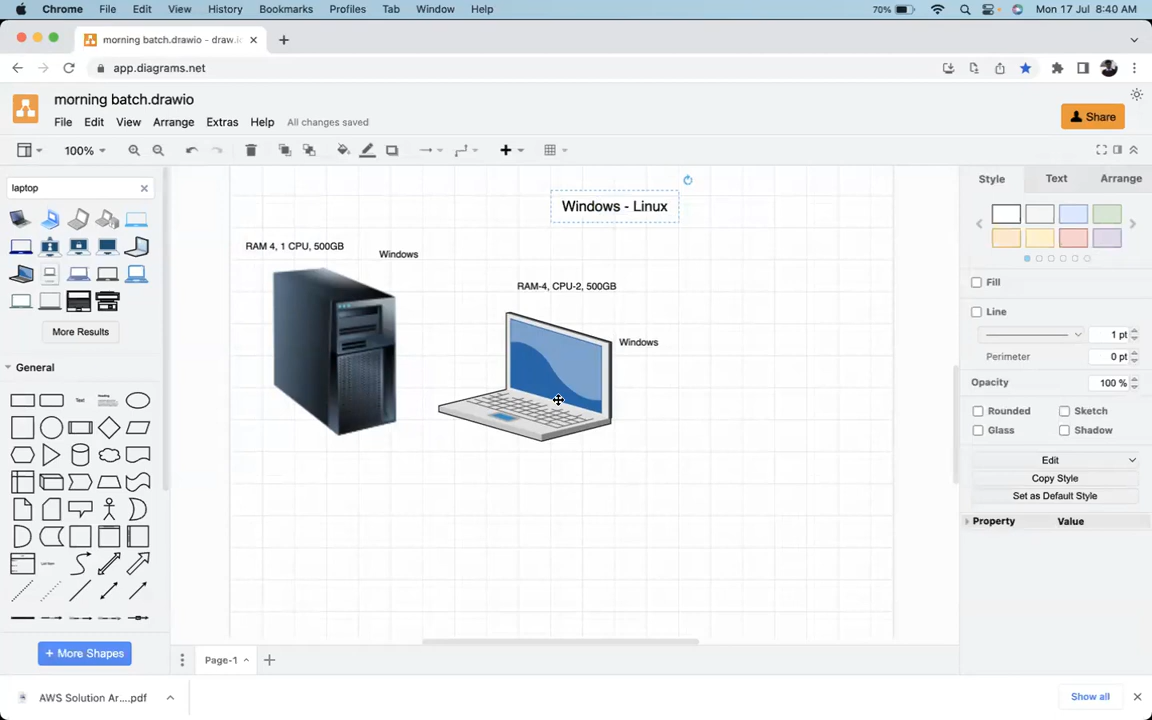 Chrome File Edit View History Bookmarks Profiles Tab Window Help 70% Mon 17 Jul 8:40 AM
morning batch.drawio - draw.i
app.diagrams.net
morning batch.drawio
File Edit View Arrange Extras Help All changes saved
Share
100%
laptop
Style Text Arrange
Windows - Linux
RAM 4, 1 CPU, 500GB
Windows
RAM-4, CPU-2, 500GB
Windows
More Results
General
Text
Heading
List Item
Fill
Line
1 pt
Perimeter 0 pt
Opacity 100 %
Rounded Sketch
Glass Shadow
Edit
Copy Style
Set as Default Style
Property Value
+ More Shapes
Page-1
AWS Solution Ar....pdf
Show all